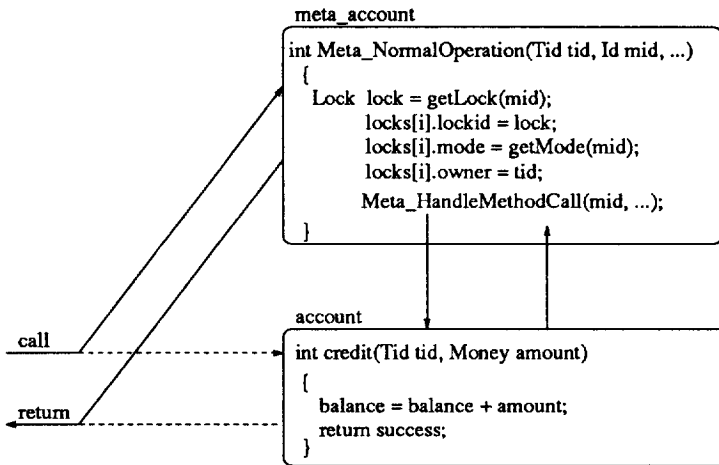 meta_account
int Meta_NormalOperation(Tid tid, Id mid, ...)
{
Lock lock = getLock(mid);
locks[i].lockid = lock;
locks[i].mode = getMode(mid);
locks[i].owner = tid;
Meta_HandleMethodCall(mid, ...);
}
account
call
int credit(Tid tid, Money amount)
{
return
balance = balance + amount;
return success;
}